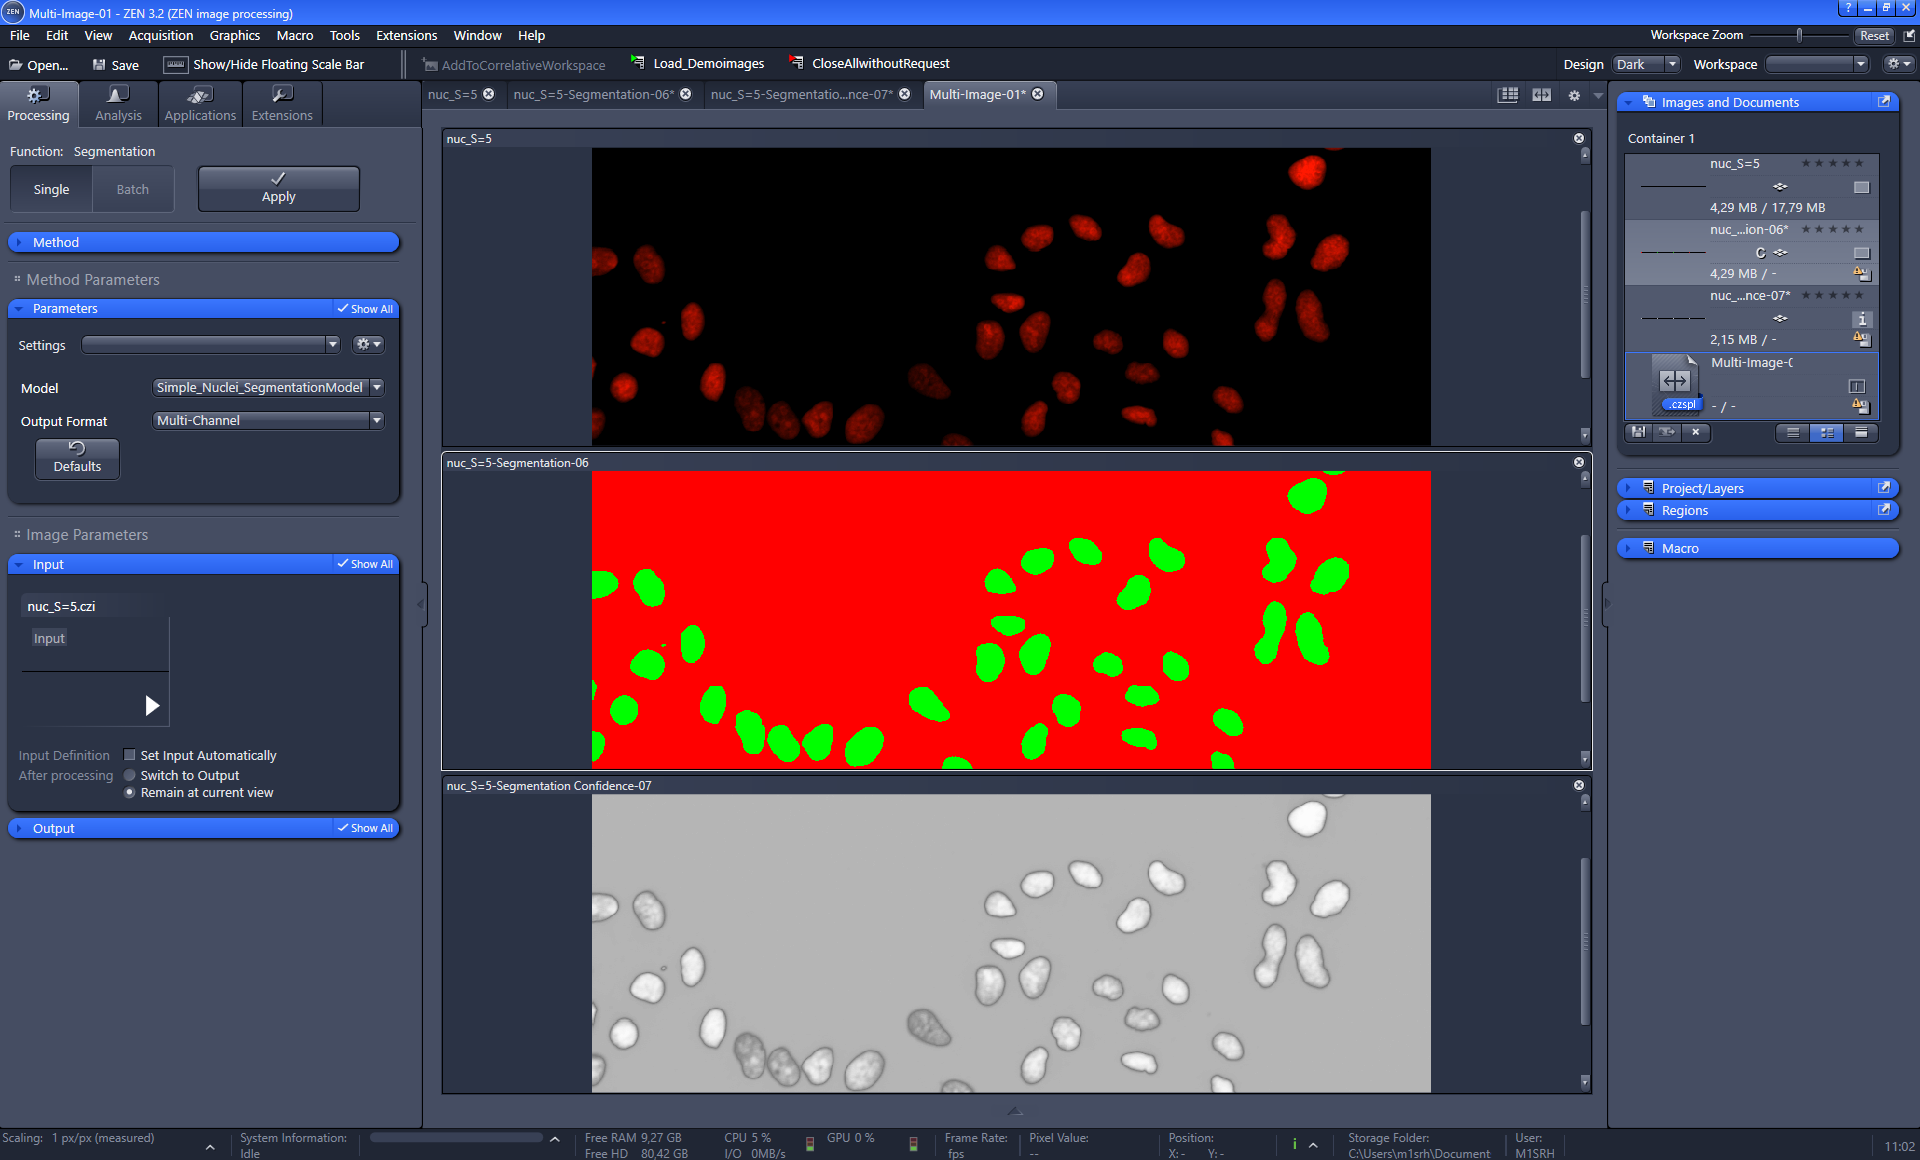 ZEN Multi-Image-01 - ZEN 3.2 (ZEN image processing)
File Edit View Acquisition Graphics Macro Tools Extensions Window Help
Workspace Zoom Reset
Open... Save Show/Hide Floating Scale Bar AddToCorrelativeWorkspace Load_Demoimages CloseAllwithoutRequest
Design Dark Workspace
Processing Analysis Applications Extensions
Function: Segmentation
Single Batch Apply
Method
Method Parameters
Parameters Show All
Settings
Model Simple_Nuclei_SegmentationModel
Output Format Multi-Channel
Defaults
Image Parameters
Input Show All
nuc_S=5.czi
Input
Input Definition Set Input Automatically
After processing Switch to Output
Remain at current view
Output Show All
nuc_S=5 nuc_S=5-Segmentation-06* nuc_S=5-Segmentatio...nce-07* Multi-Image-01*
nuc_S=5
nuc_S=5-Segmentation-06
nuc_S=5-Segmentation Confidence-07
Images and Documents
Container 1
nuc_S=5
4,29 MB / 17,79 MB
nuc_...ion-06*
C
4,29 MB / -
nuc_...nce-07*
i
2,15 MB / -
Multi-Image-0
.czspl - / -
Project/Layers
Regions
Macro
Scaling: 1 px/px (measured)
System Information:
Idle
Free RAM 9,27 GB
Free HD 80,42 GB
CPU 5 %
I/O 0MB/s
GPU 0 %
Frame Rate:
fps
Pixel Value:
--
Position:
X: - Y: -
i
Storage Folder:
C:\Users\m1srh\Document
User:
M1SRH
11:02